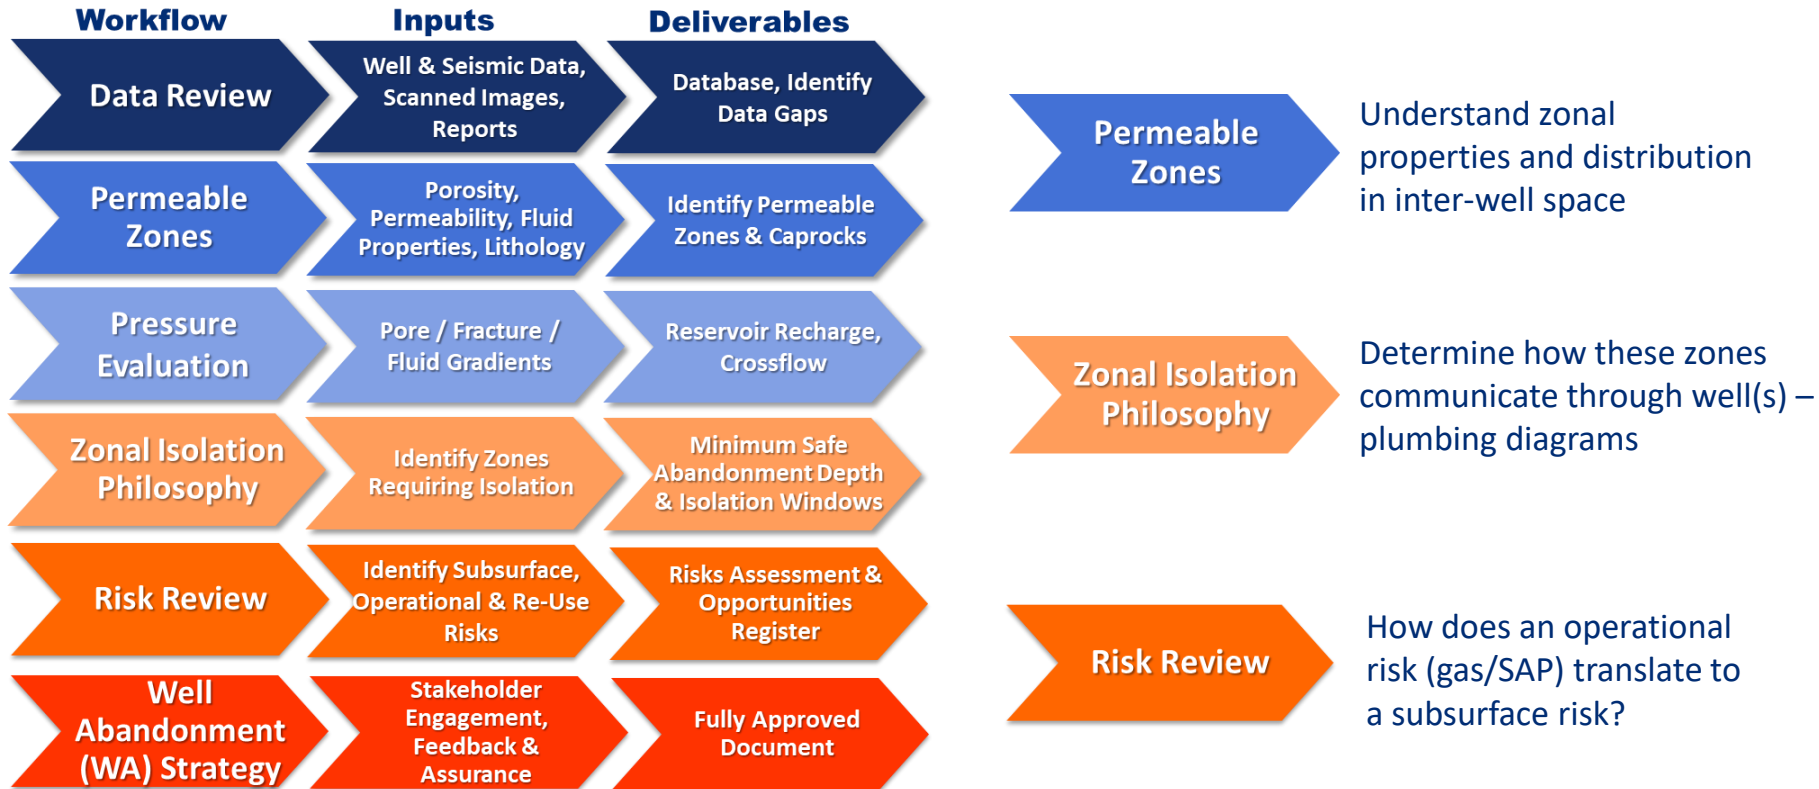 Workflow
Inputs
Deliverables
Data Review
Well & Seismic Data,
Scanned Images,
Reports
Database, Identify
Data Gaps
Permeable
Zones
Porosity,
Permeability, Fluid
Properties, Lithology
Identify Permeable
Zones & Caprocks
Pressure
Evaluation
Pore / Fracture /
Fluid Gradients
Reservoir Recharge,
Crossflow
Zonal Isolation
Philosophy
Identify Zones
Requiring Isolation
Minimum Safe
Abandonment Depth
& Isolation Windows
Risk Review
Identify Subsurface,
Operational & Re-Use
Risks
Risks Assessment &
Opportunities
Register
Well
Abandonment
(WA) Strategy
Stakeholder
Engagement,
Feedback &
Assurance
Fully Approved
Document
Permeable
Zones
Understand zonal
properties and distribution
in inter-well space
Zonal Isolation
Philosophy
Determine how these zones
communicate through well(s) –
plumbing diagrams
Risk Review
How does an operational
risk (gas/SAP) translate to
a subsurface risk?